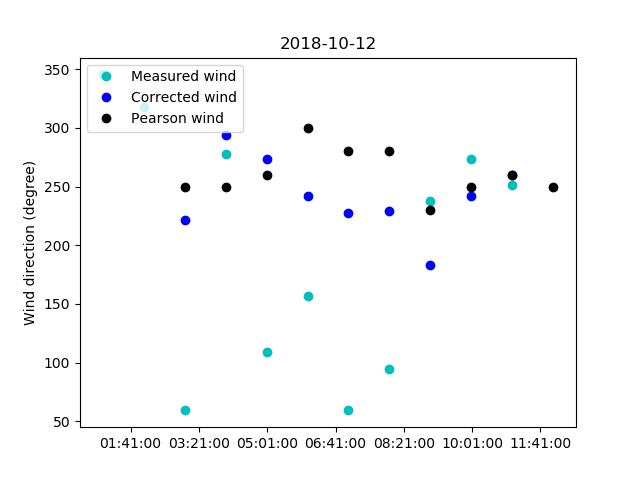 2018-10-12
Measured wind
Corrected wind
Pearson wind
Wind direction (degree)
350
300
250
200
150
100
50
01:41:00 03:21:00 05:01:00 06:41:00 08:21:00 10:01:00 11:41:00